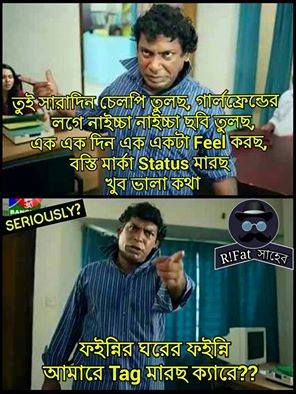 তুই সারাদিন চেলপি তুলছ, গার্লফ্রেন্ডের
লগে নাইচ্চা নাইচ্চা ছবি তুলছ,
এক এক দিন এক একটা Feel করছ,
বস্তি মার্কা Status মারছ
খুব ভালা কথা
SERIOUSLY?
R!Fat সাহেব
ফইন্নির ঘরের ফইন্নি
আমারে Tag মারছ ক্যারে??